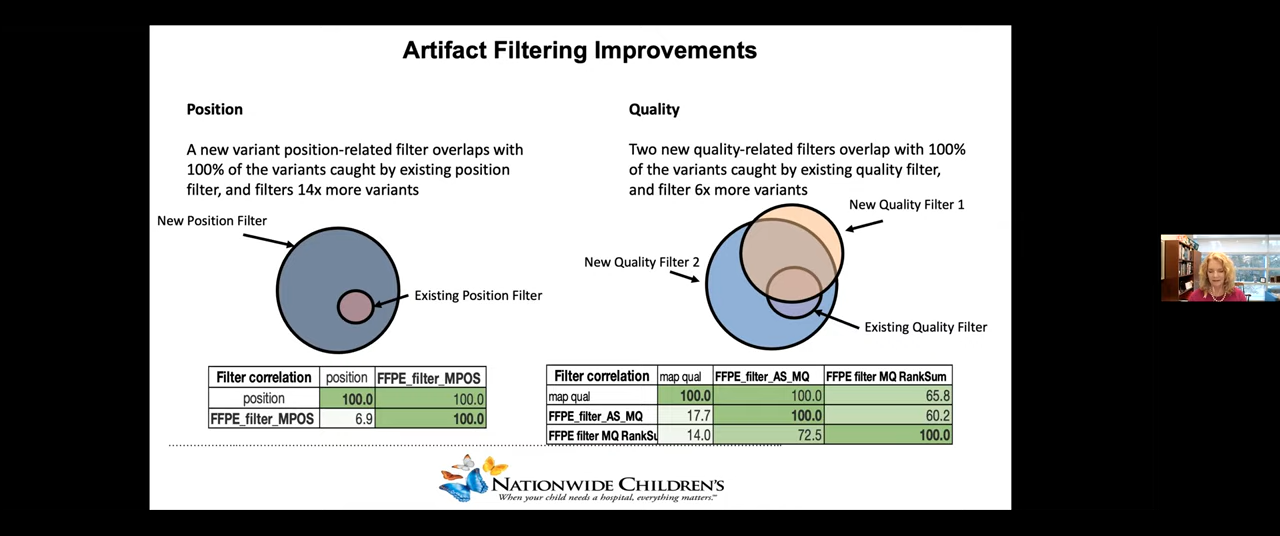 Artifact Filtering Improvements
Position
A new variant position-related filter overlaps with
100% of the variants caught by existing position
filter, and filters 14x more variants
New Position Filter
Existing Position Filter
Filter correlation position FFPE_filter_MPOS
position 100.0 100.0
FFPE_filter_MPOS 6.9 100.0
Quality
Two new quality-related filters overlap with 100%
of the variants caught by existing quality filter,
and filter 6x more variants
New Quality Filter 1
New Quality Filter 2
Existing Quality Filter
Filter correlation map qual FFPE_filter_AS_MQ FFPE filter MQ RankSum
map qual 100.0 100.0 65.8
FFPE_filter_AS_MQ 17.7 100.0 60.2
FFPE filter MQ RankSu 14.0 72.5 100.0
NATIONWIDE CHILDREN'S
When your child needs a hospital, everything matters.™